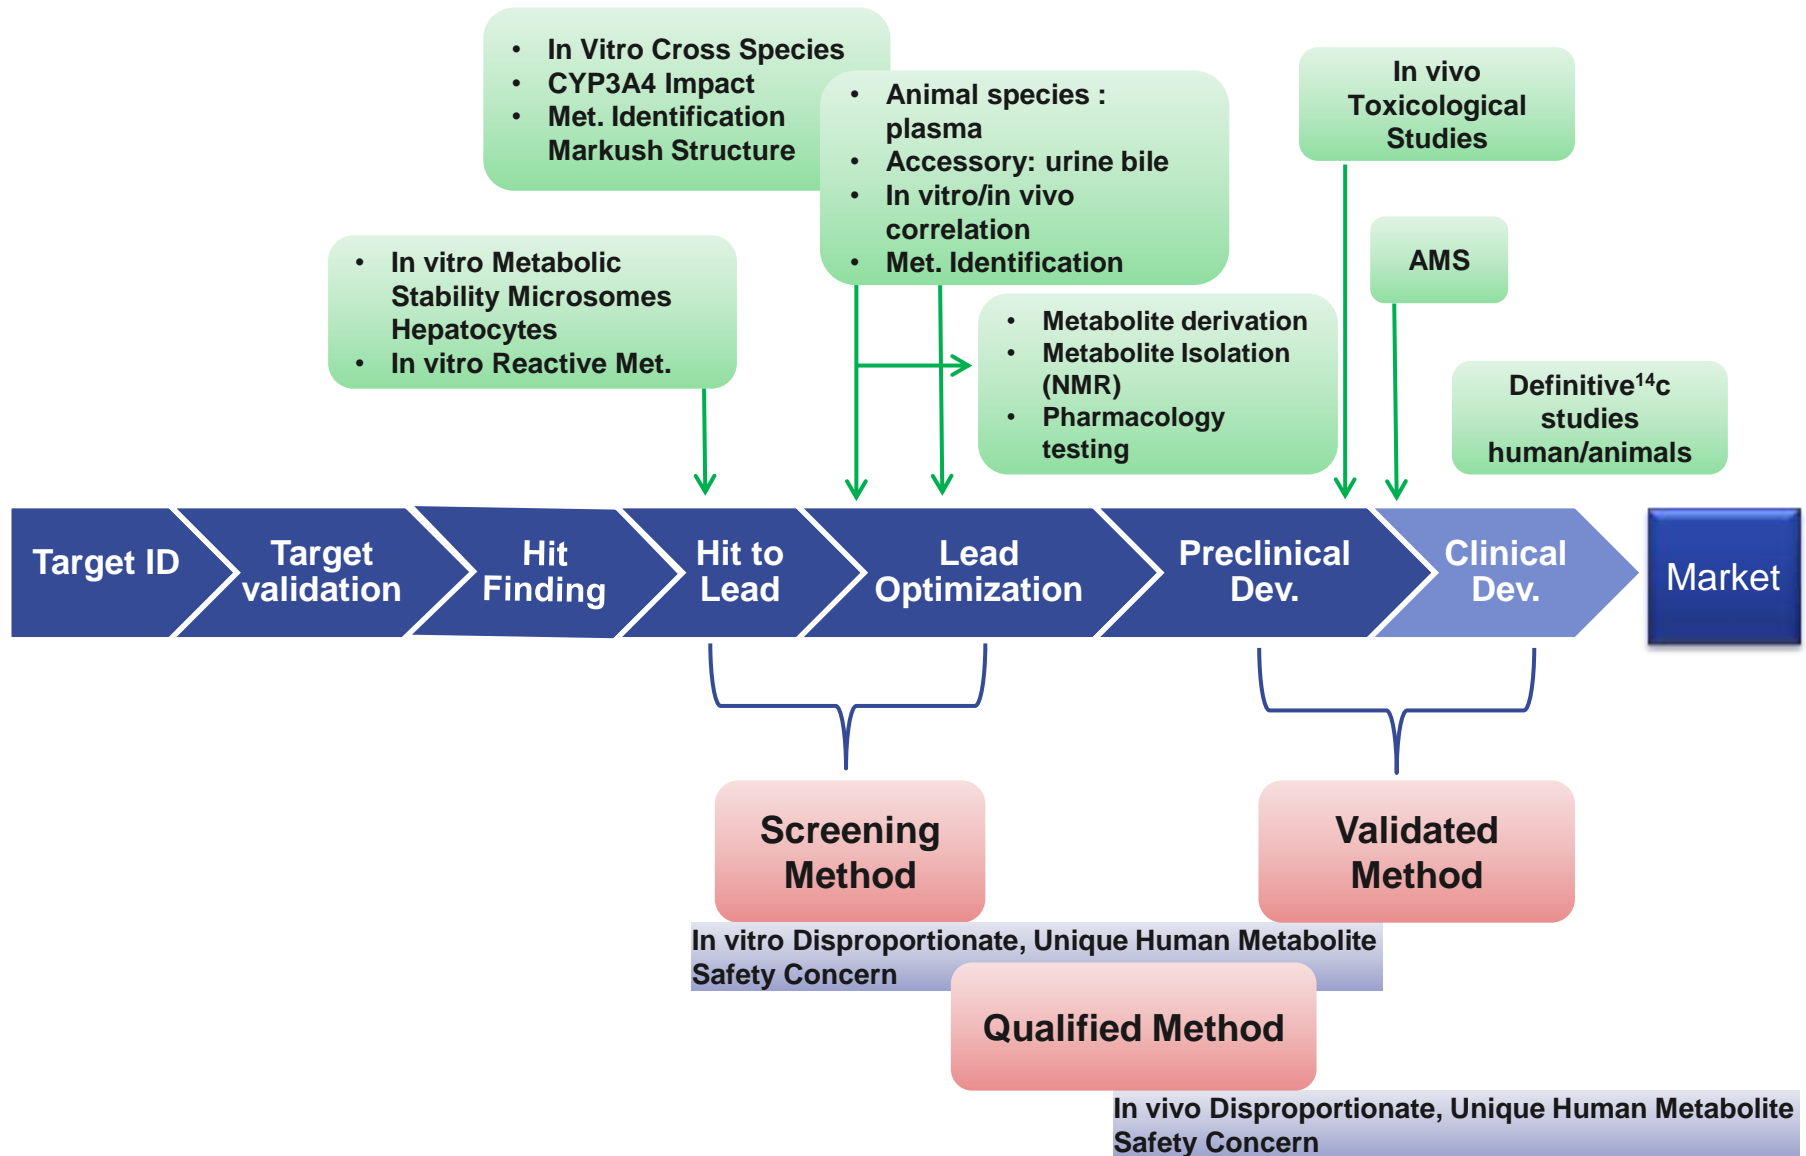 • In Vitro Cross Species
• CYP3A4 Impact
• Met. Identification
Markush Structure
• Animal species :
plasma
• Accessory: urine bile
• In vitro/in vivo
correlation
• Met. Identification
In vivo
Toxicological
Studies
AMS
• In vitro Metabolic
Stability Microsomes
Hepatocytes
• In vitro Reactive Met.
• Metabolite derivation
• Metabolite Isolation
(NMR)
• Pharmacology
testing
Definitive¹⁴c
studies
human/animals
Target ID
Target
validation
Hit
Finding
Hit to
Lead
Lead
Optimization
Preclinical
Dev.
Clinical
Dev.
Market
Screening
Method
Validated
Method
In vitro Disproportionate, Unique Human Metabolite
Safety Concern
Qualified Method
In vivo Disproportionate, Unique Human Metabolite
Safety Concern